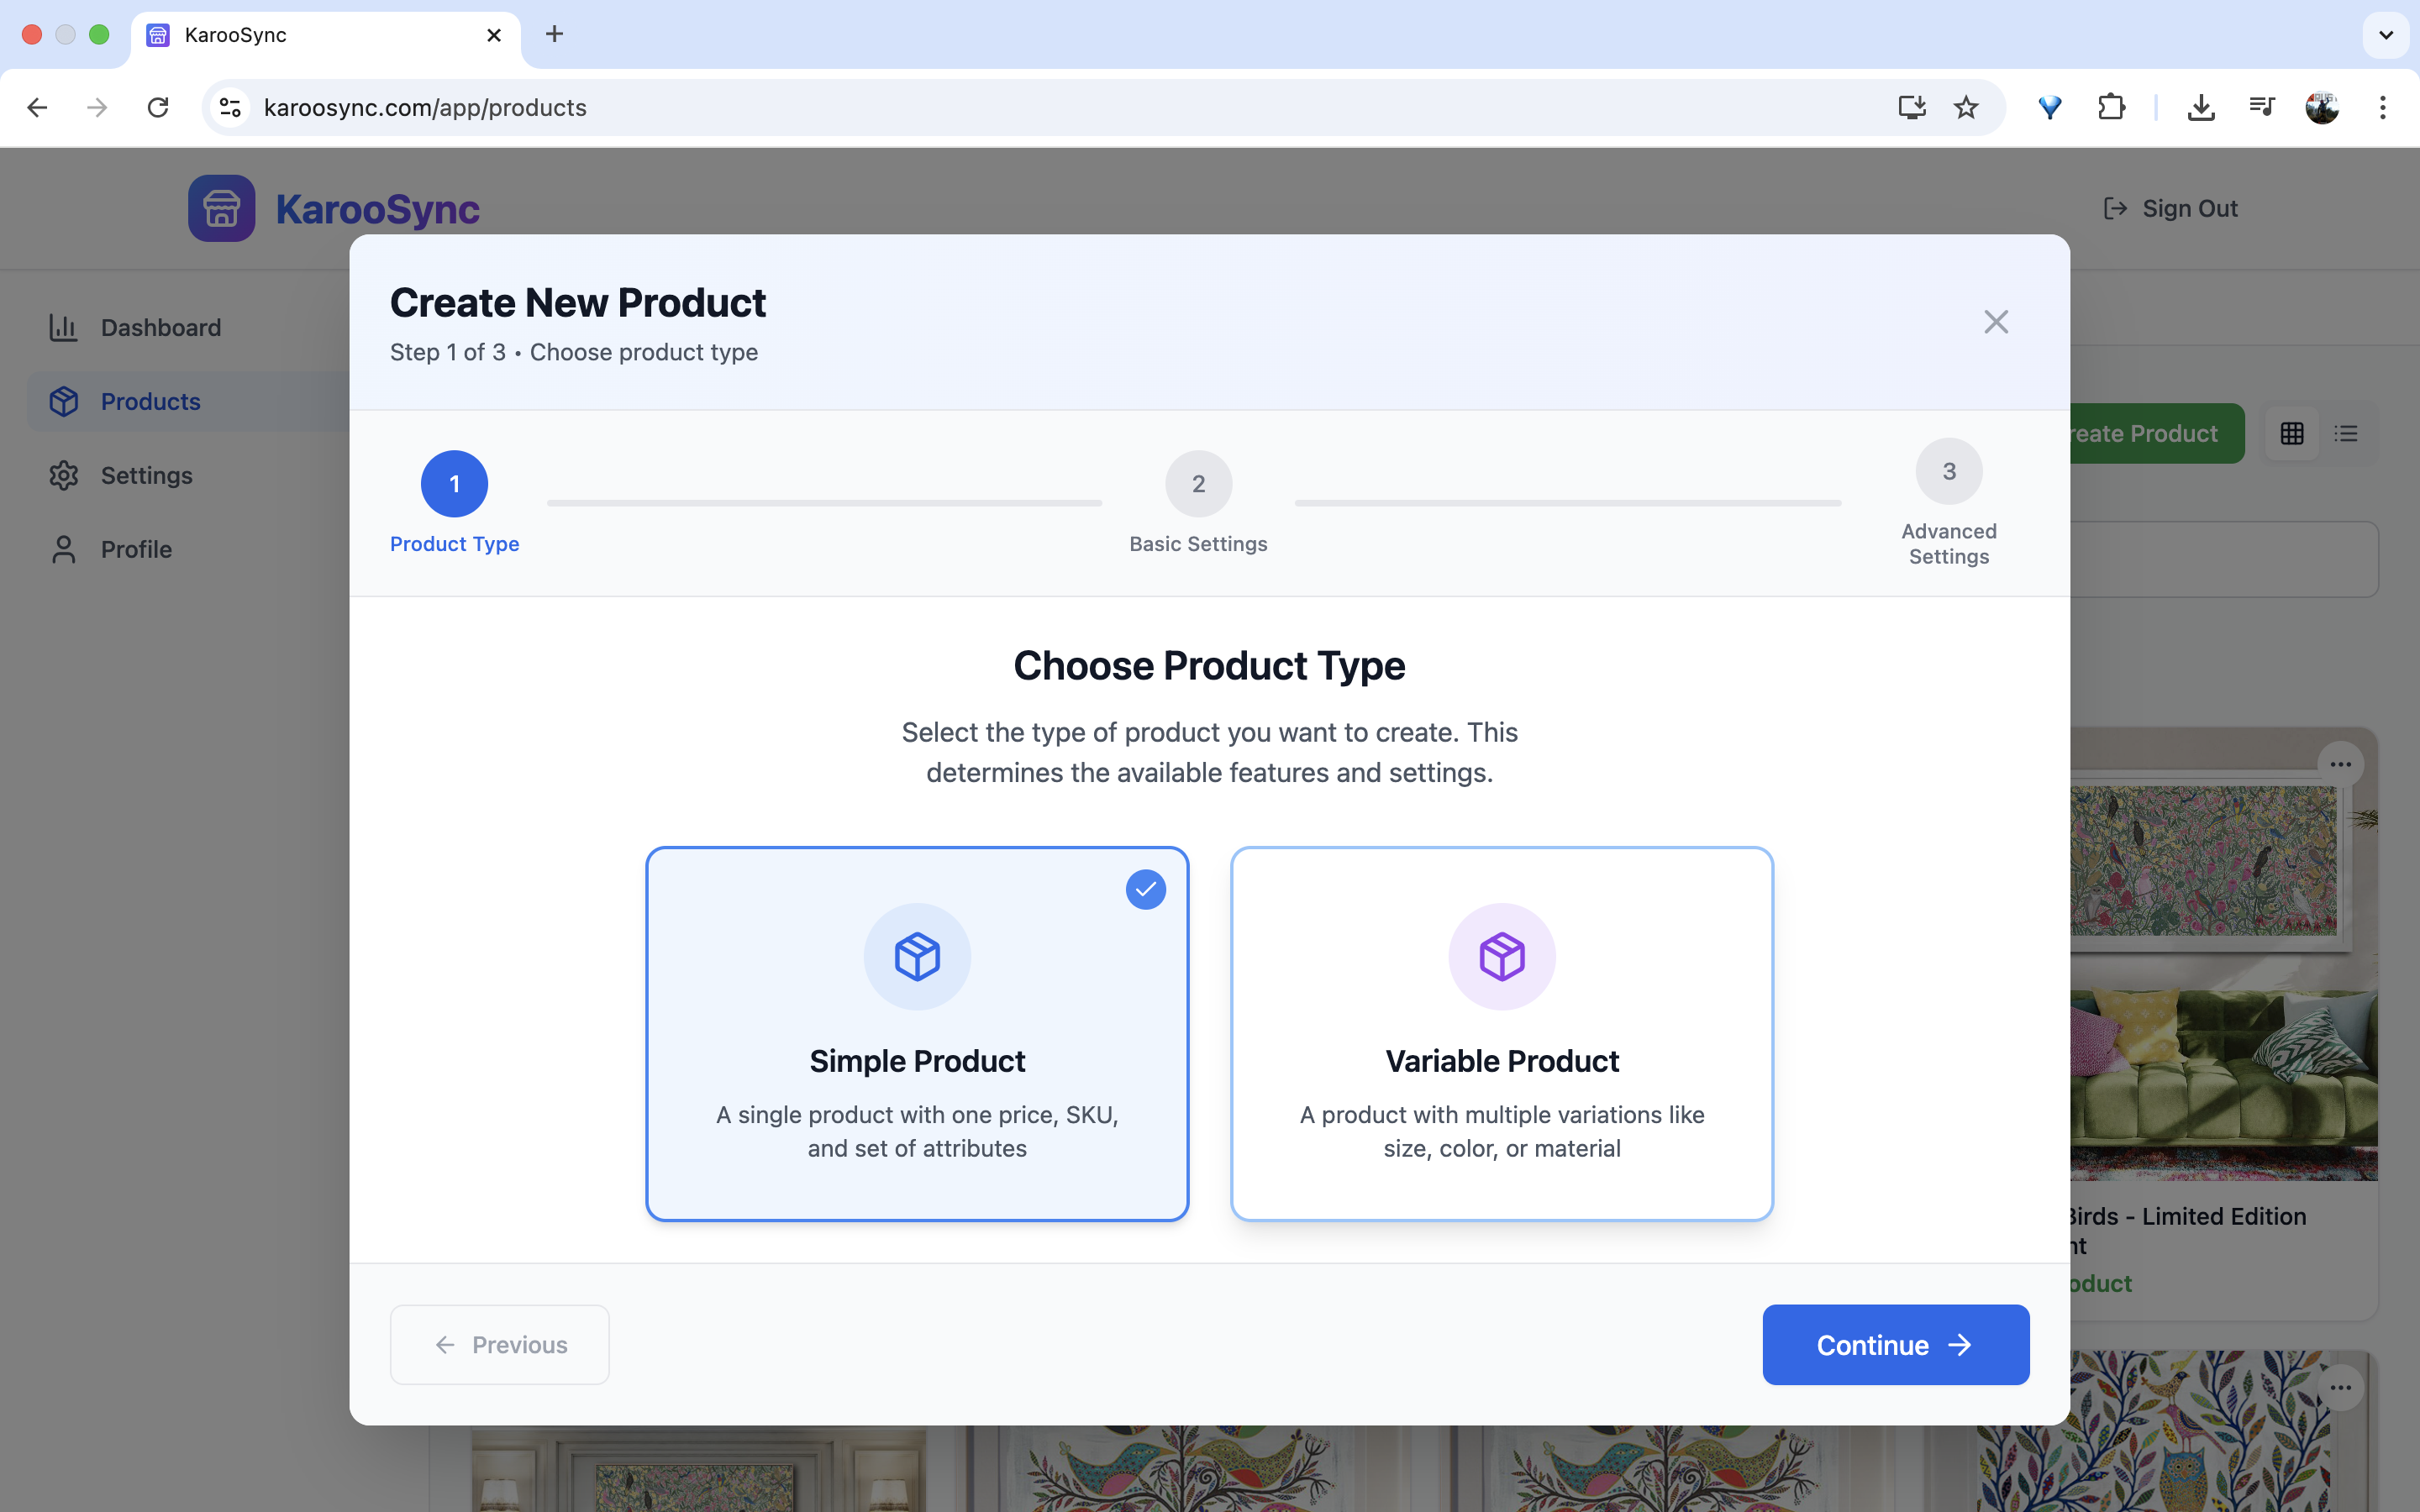 KarooSync
karoosync.com/app/products
KarooSync
Sign Out
Dashboard
Products
Settings
Profile
Create New Product
Step 1 of 3 • Choose product type
1
Product Type
2
Basic Settings
3
Advanced
Settings
reate Product
Choose Product Type
Select the type of product you want to create. This
determines the available features and settings.
Simple Product
A single product with one price, SKU,
and set of attributes
Variable Product
A product with multiple variations like
size, color, or material
Birds - Limited Edition
nt
oduct
Previous
Continue